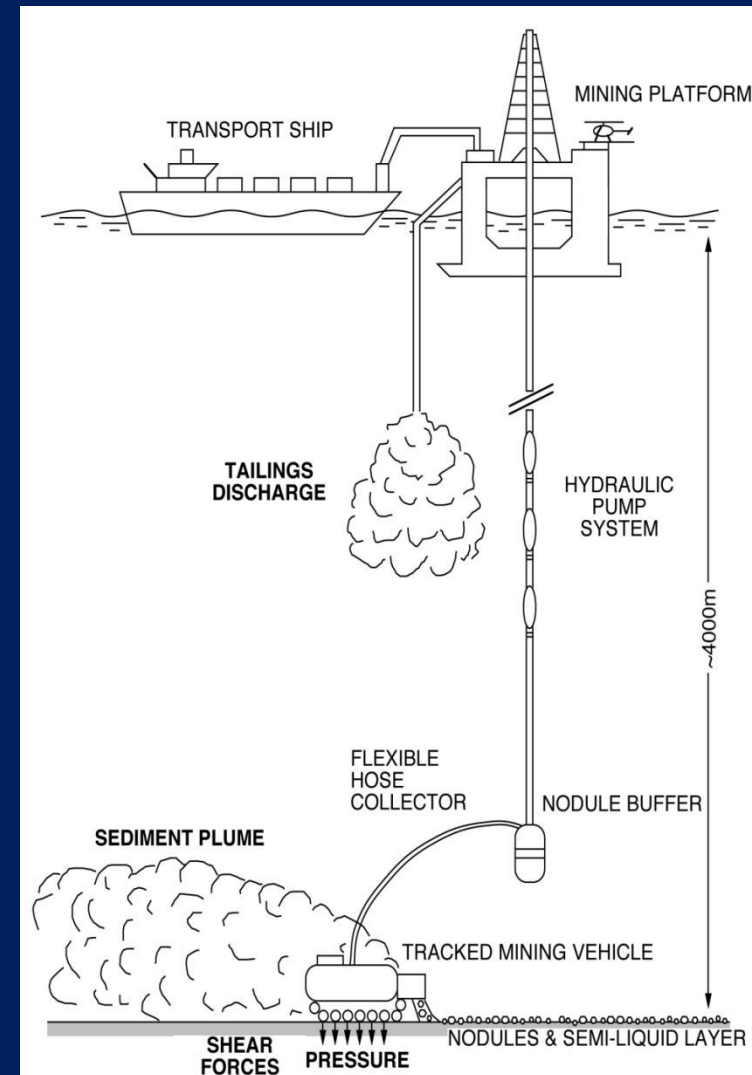 MINING PLATFORM
TRANSPORT SHIP
TAILINGS
DISCHARGE
HYDRAULIC
PUMP
SYSTEM
~4000m
FLEXIBLE
HOSE
COLLECTOR
NODULE BUFFER
SEDIMENT PLUME
TRACKED MINING VEHICLE
NODULES & SEMI-LIQUID LAYER
SHEAR
FORCES
PRESSURE